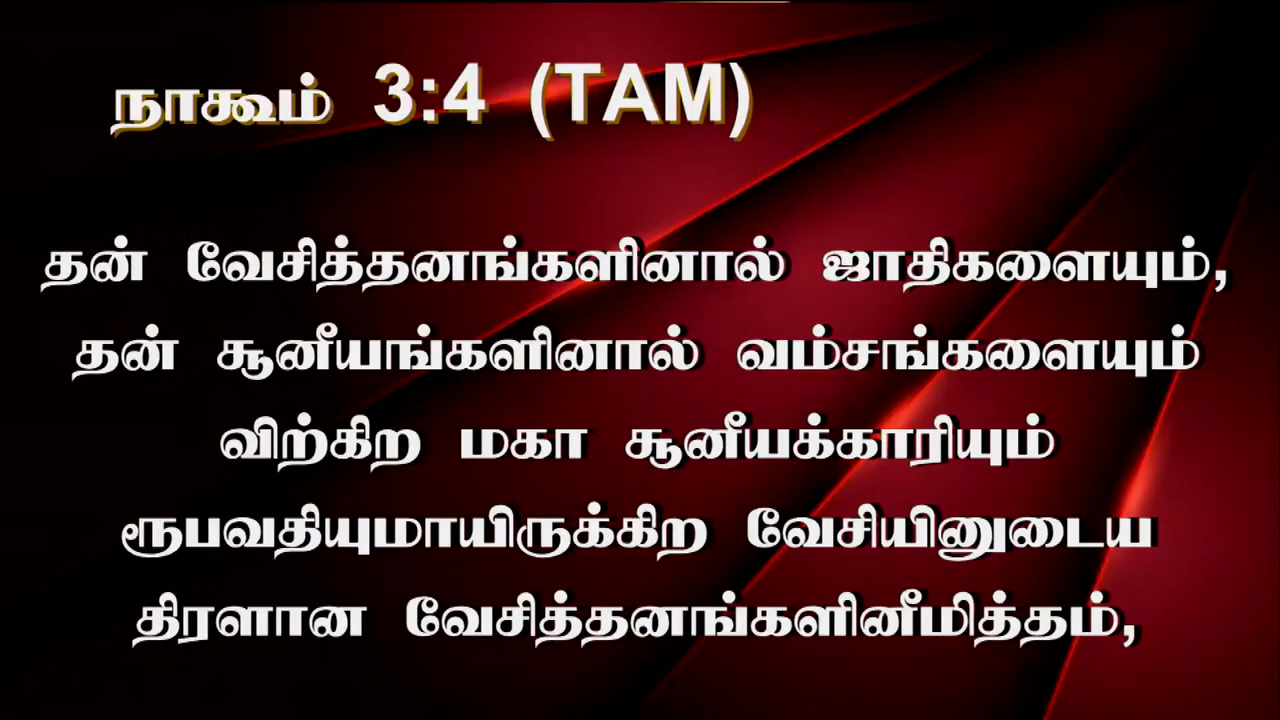 நாகூம் 3:4 (TAM)
தன் வேசித்தனங்களினால் ஜாதிகளையும்,
தன் சூனியங்களினால் வம்சங்களையும்
விற்கிற மகா சூனியக்காரியும்
ரூபவதியுமாயிருக்கிற வேசியினுடைய
திரளான வேசித்தனங்களினிமித்தம்,